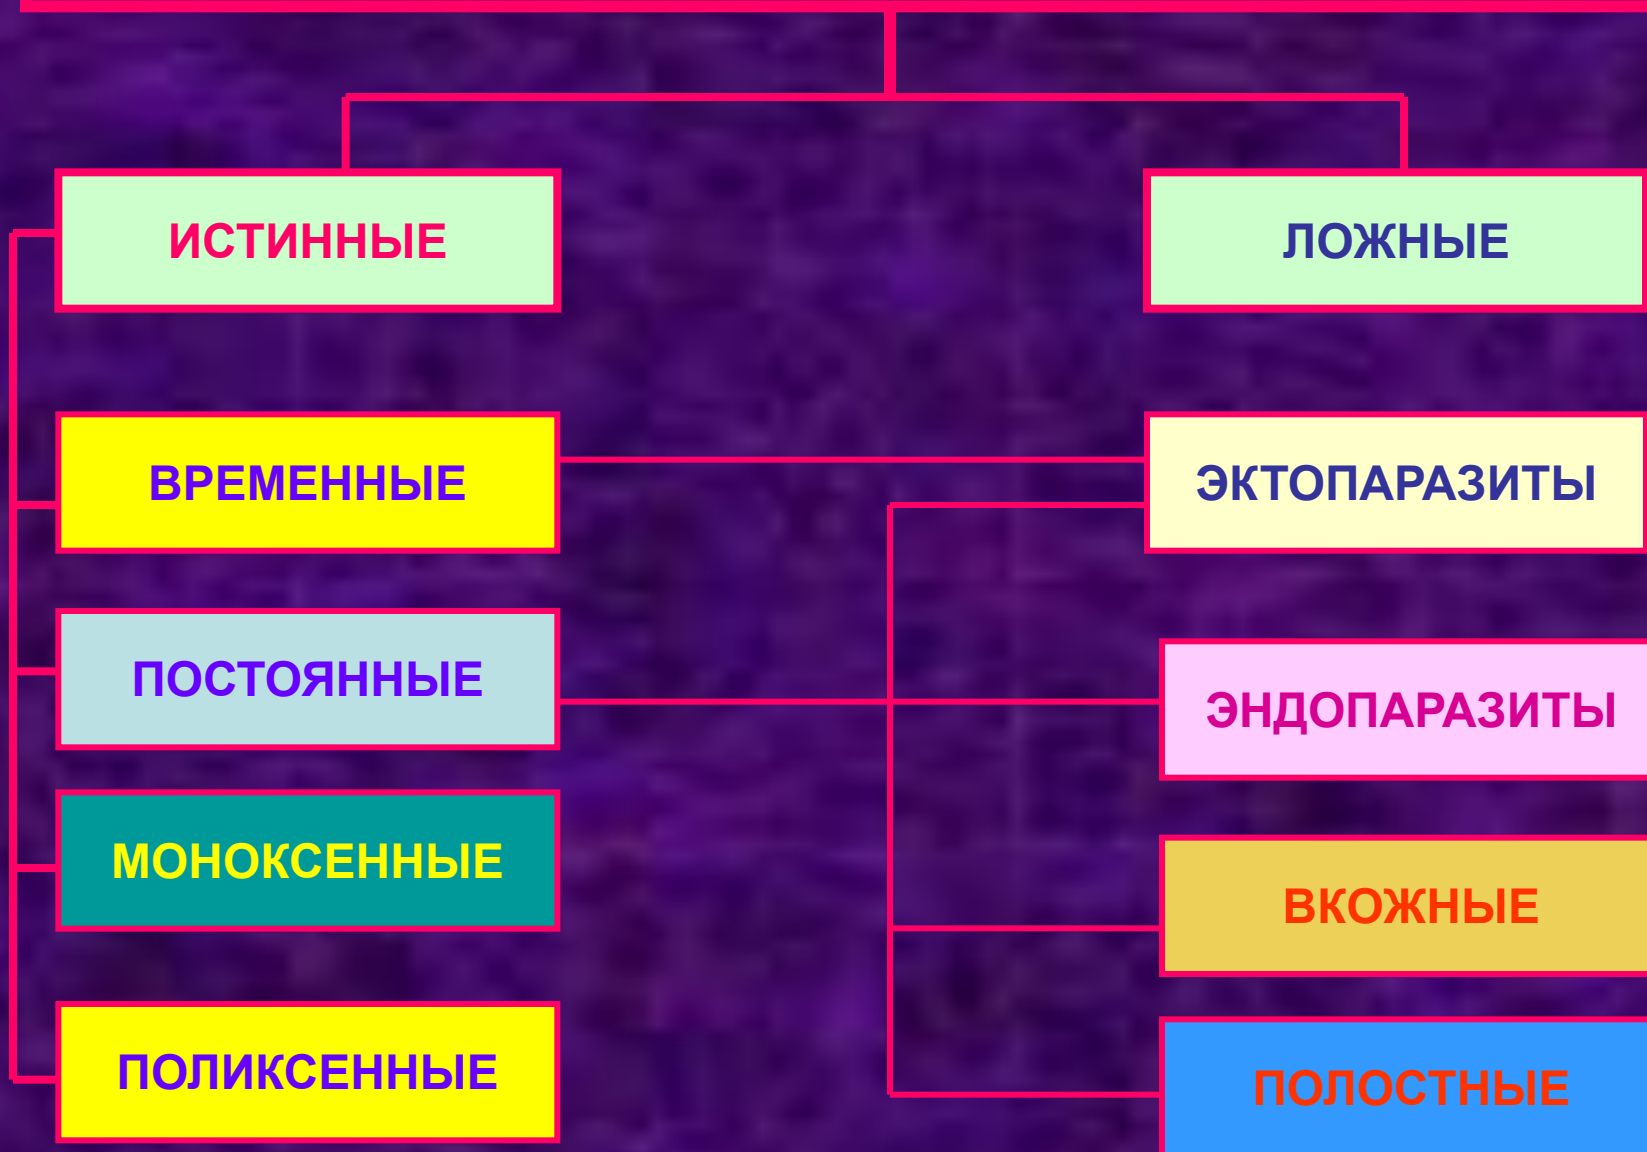 ИСТИННЫЕ
ЛОЖНЫЕ
ВРЕМЕННЫЕ
ЭКТОПАРАЗИТЫ
ПОСТОЯННЫЕ
ЭНДОПАРАЗИТЫ
МОНОКСЕННЫЕ
ВКОЖНЫЕ
ПОЛИКСЕННЫЕ
ПОЛОСТНЫЕ